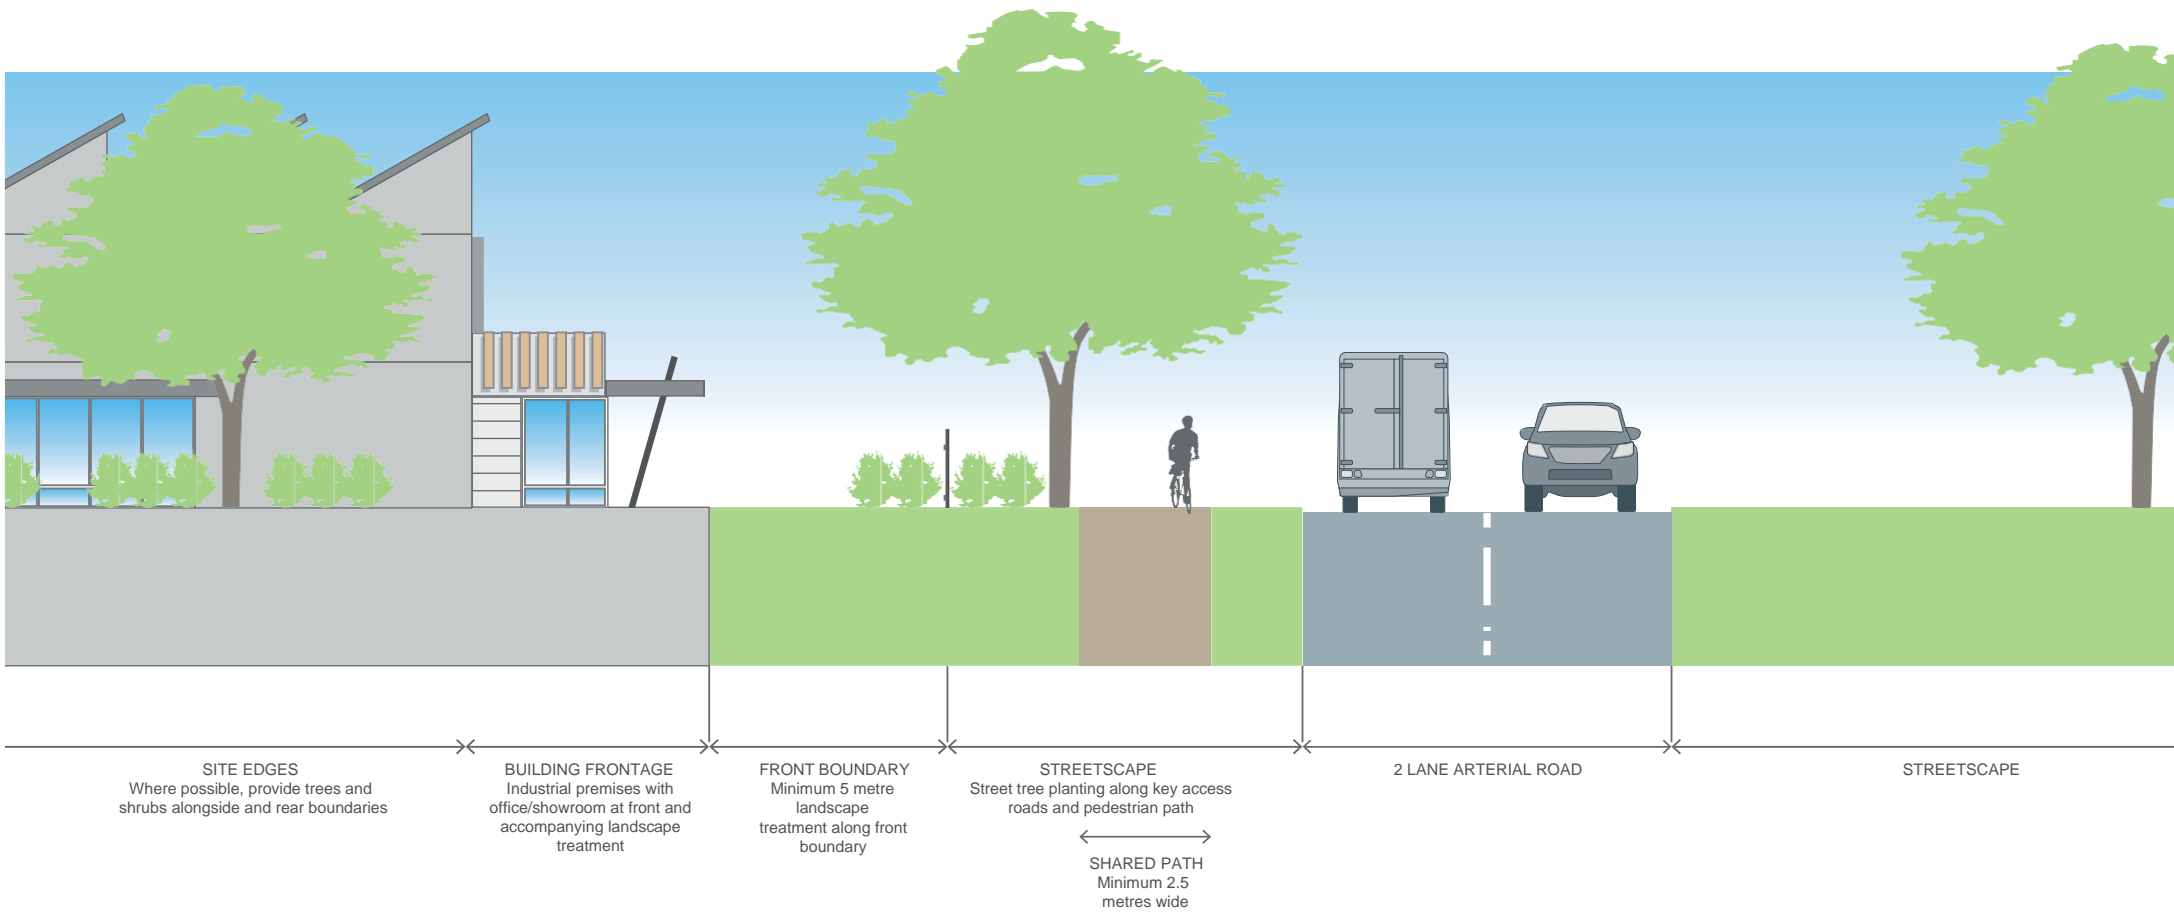 SITE EDGES
Where possible, provide trees and
shrubs alongside and rear boundaries
BUILDING FRONTAGE
Industrial premises with
office/showroom at front and
accompanying landscape
treatment
FRONT BOUNDARY
Minimum 5 metre
landscape
treatment along front
boundary
STREETSCAPE
Street tree planting along key access
roads and pedestrian path
SHARED PATH
Minimum 2.5
metres wide
2 LANE ARTERIAL ROAD
STREETSCAPE